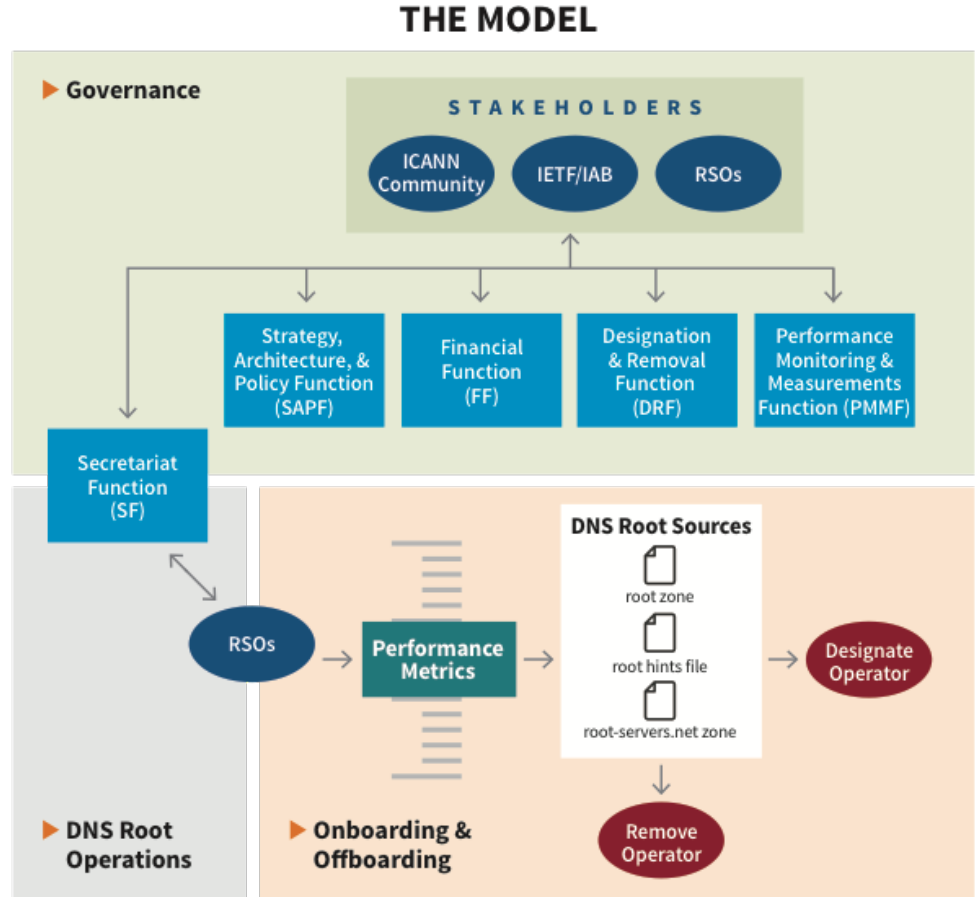 THE MODEL
Governance
STAKEHOLDERS
ICANN
Community
IETF/IAB
RSOs
Strategy,
Architecture, &
Policy Function
(SAPF)
Financial
Function
(FF)
Designation
& Removal
Function
(DRF)
Performance
Monitoring &
Measurements
Function (PMMF)
Secretariat
Function
(SF)
RSOs
Performance
Metrics
DNS Root Sources
root zone
root hints file
root-servers.net zone
Designate
Operator
Remove
Operator
DNS Root
Operations
Onboarding &
Offboarding